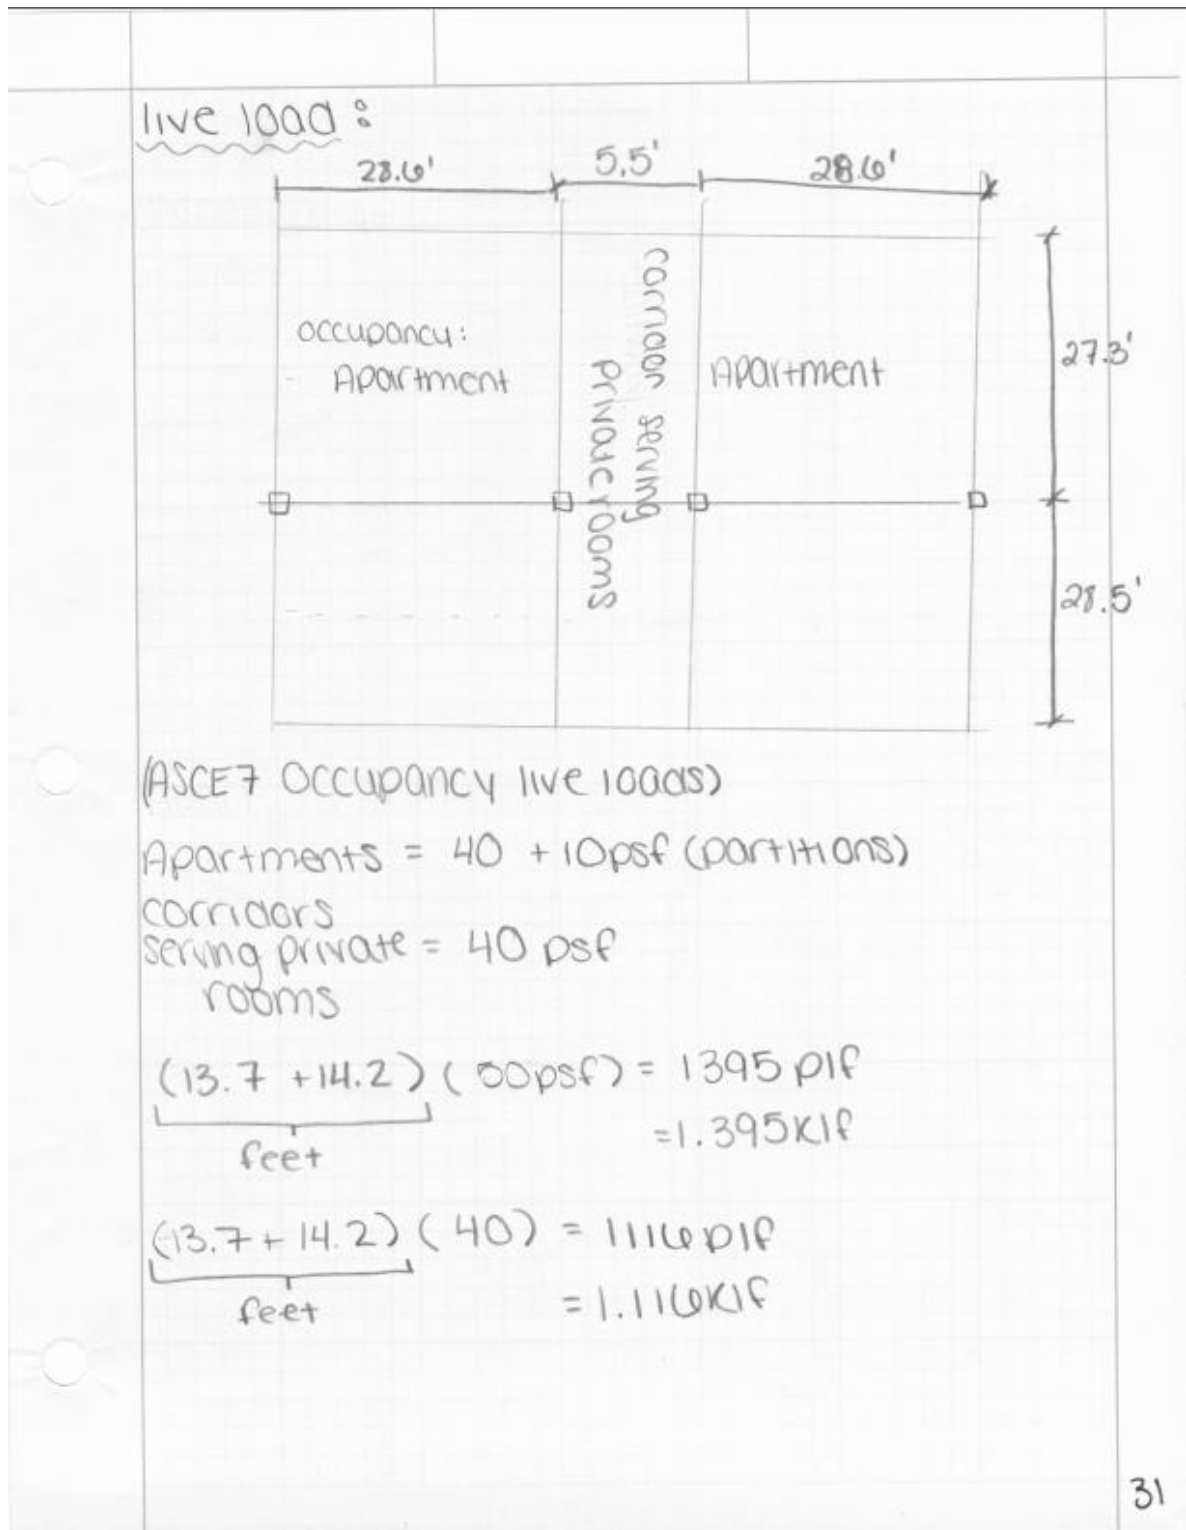 live load:
28.6' 5.5' 28.6'
occupancy:
Apartment
corridor serving
private rooms
Apartment
27.3'
28.5'
(ASCE7 Occupancy live loads)
Apartments = 40 + 10psf (partitions)
corridors
serving private = 40 psf
rooms
(13.7 + 14.2) (50psf) = 1395 plf
feet
= 1.395klf
(13.7 + 14.2) (40) = 1116plf
feet
= 1.116klf
31